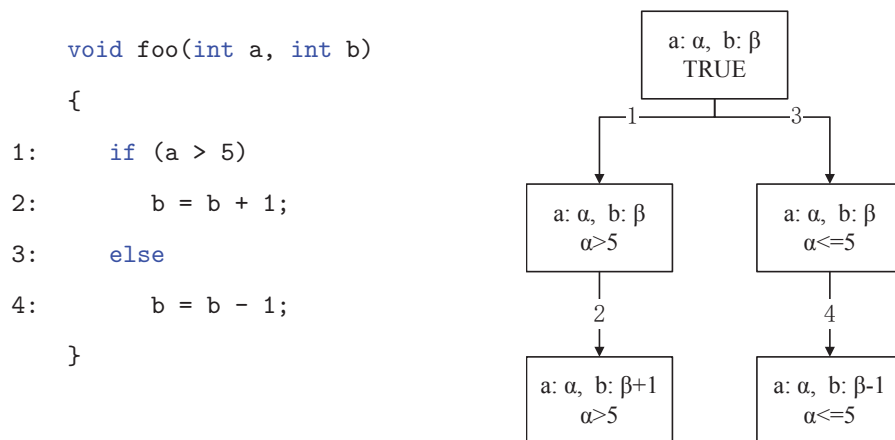 void foo(int a, int b)
{
1: if (a > 5)
2: b = b + 1;
3: else
4: b = b - 1;
}
a: α, b: β
TRUE
1
3
a: α, b: β
α>5
a: α, b: β
α<=5
2
4
a: α, b: β+1
α>5
a: α, b: β-1
α<=5